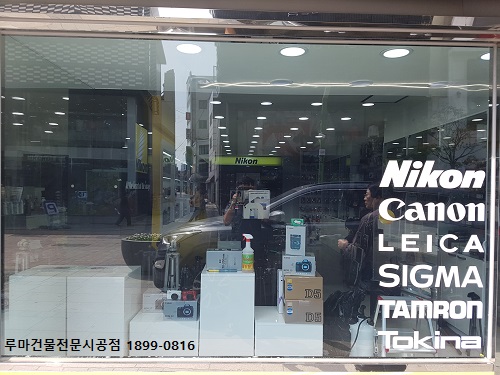 Nikon
Nikon
Canon
LEICA
SIGMA
TAMRON
Tokina
D5
D5
루마건물전문시공점 1899-0816